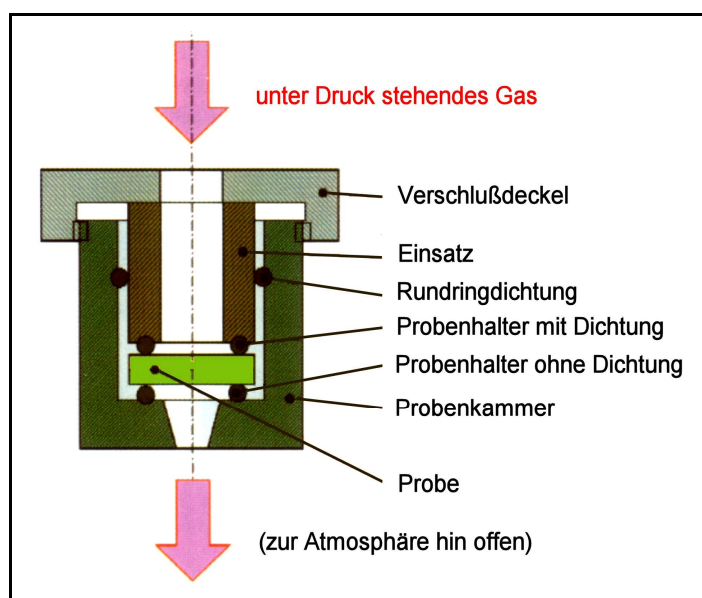 unter Druck stehendes Gas
Verschlußdeckel
Einsatz
Rundringdichtung
Probenhalter mit Dichtung
Probenhalter ohne Dichtung
Probenkammer
Probe
(zur Atmosphäre hin offen)